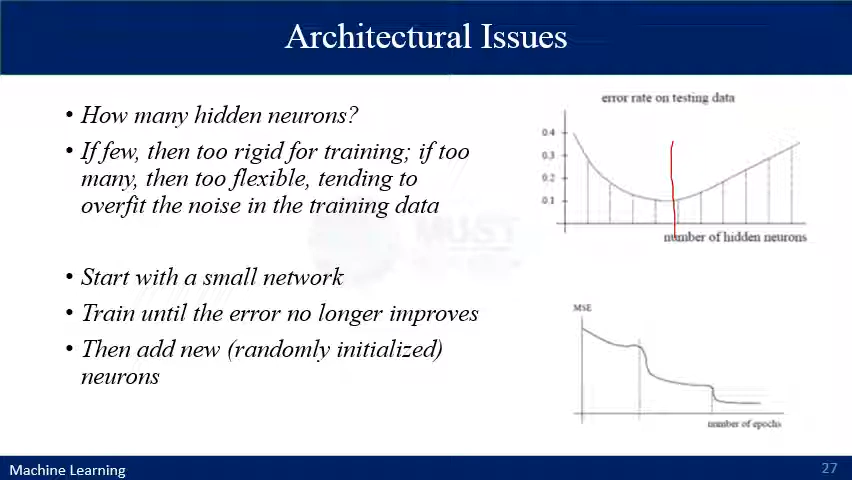 Architectural Issues
• How many hidden neurons?
• If few, then too rigid for training; if too
many, then too flexible, tending to
overfit the noise in the training data
• Start with a small network
• Train until the error no longer improves
• Then add new (randomly initialized)
neurons
error rate on testing data
0.4
0.3
0.2
0.1
number of hidden neurons
MSE
number of epochs
MUST
Machine Learning
27